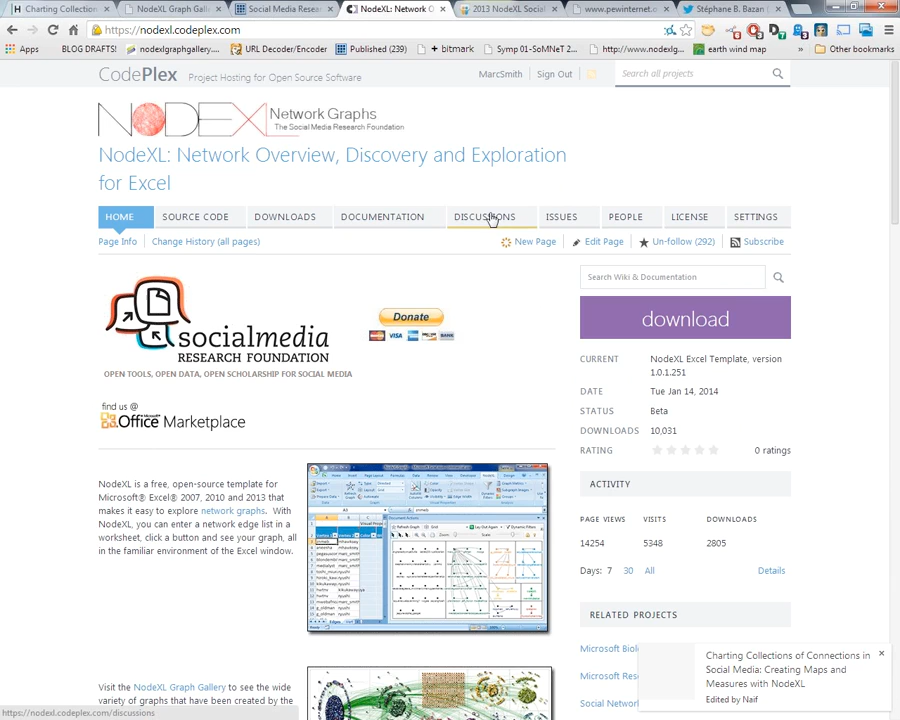 Charting Collection
NodeXL Graph Gall
Social Media Resea
NodeXL: Network O
2013 NodeXL Social
www.pewinternet.o
Stéphane B. Bazan (
https://nodexl.codeplex.com
Apps
BLOG DRAFTS!
nodexlgraphgallery....
URL Decoder/Encoder
Published (239)
+ bitmark
Symp 01 -SoMNeT 2...
http://www.nodexlg...
earth wind map
»
Other bookmarks
CodePlex Project Hosting for Open Source Software
MarcSmith Sign Out
Search all projects
NODEXL Network Graphs
The Social Media Research Foundation
NodeXL: Network Overview, Discovery and Exploration
for Excel
HOME SOURCE CODE DOWNLOADS DOCUMENTATION DISCUSSIONS ISSUES PEOPLE LICENSE SETTINGS
Page Info Change History (all pages) New Page Edit Page Un-follow (292) Subscribe
socialmedia
RESEARCH FOUNDATION
OPEN TOOLS, OPEN DATA, OPEN SCHOLARSHIP FOR SOCIAL MEDIA
Donate
VISA
BANK
find us @
Office Marketplace
NodeXL is a free, open-source template for
Microsoft® Excel® 2007, 2010 and 2013 that
makes it easy to explore network graphs. With
NodeXL, you can enter a network edge list in a
worksheet, click a button and see your graph, all
in the familiar environment of the Excel window.
Visit the NodeXL Graph Gallery to see the wide
variety of graphs that have been created by the
Search Wiki & Documentation
download
CURRENT NodeXL Excel Template, version
1.0.1.251
DATE Tue Jan 14, 2014
STATUS Beta
DOWNLOADS 10,031
RATING 0 ratings
ACTIVITY
PAGE VIEWS VISITS DOWNLOADS
14254 5348 2805
Days: 7 30 All Details
RELATED PROJECTS
Microsoft Biol
Microsoft Res
Social Network
Charting Collections of Connections in
Social Media: Creating Maps and
Measures with NodeXL
Edited by Naif
https://nodexl.codeplex.com/discussions